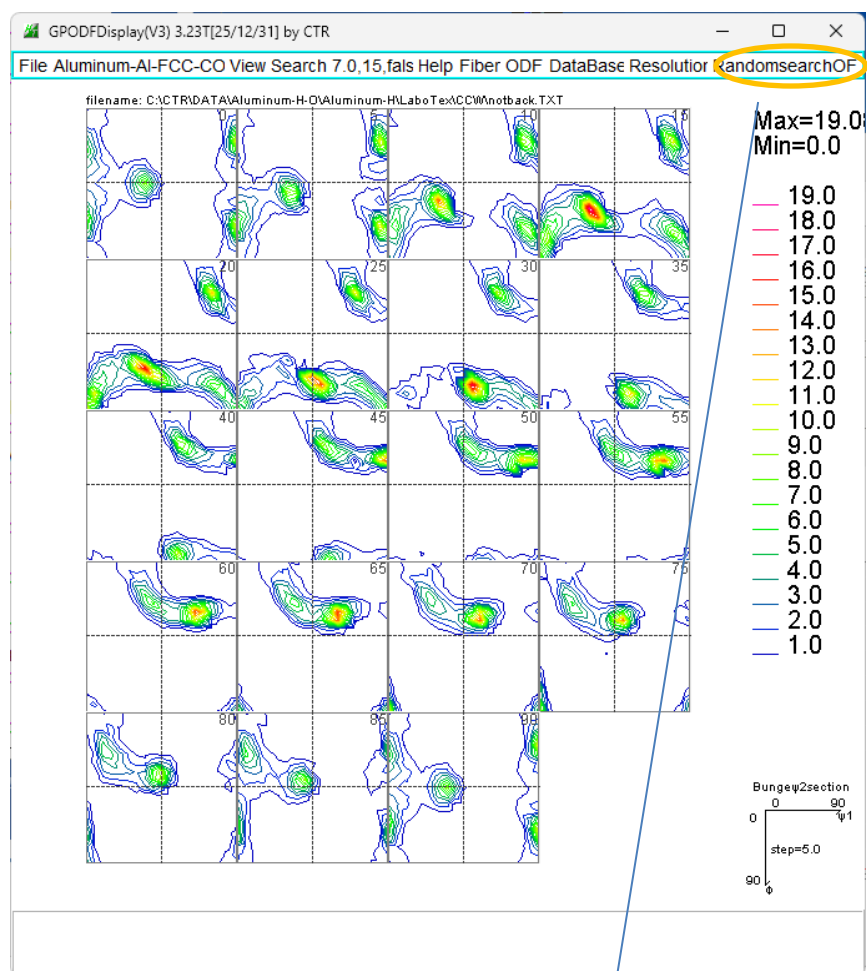 GPODFDisplay(V3) 3.23T[25/12/31] by CTR
File Aluminum-Al-FCC-CO View Search 7.0,15,fals Help Fiber ODF DataBase Resolution RandomsearchOF
filename: C:\CTR\DATA\Aluminum-H-O\Aluminum-H\LaboTex\CCW\notback.TXT
0 5 10 15
Max=19.08
Min=0.0
19.0
18.0
17.0
16.0
15.0
14.0
13.0
12.0
11.0
10.0
9.0
8.0
7.0
6.0
5.0
4.0
3.0
2.0
1.0
20 25 30 35
40 45 50 55
60 65 70 75
80 85 90
Bungeψ2section
0 90
0 ψ1
step=5.0
90 Φ